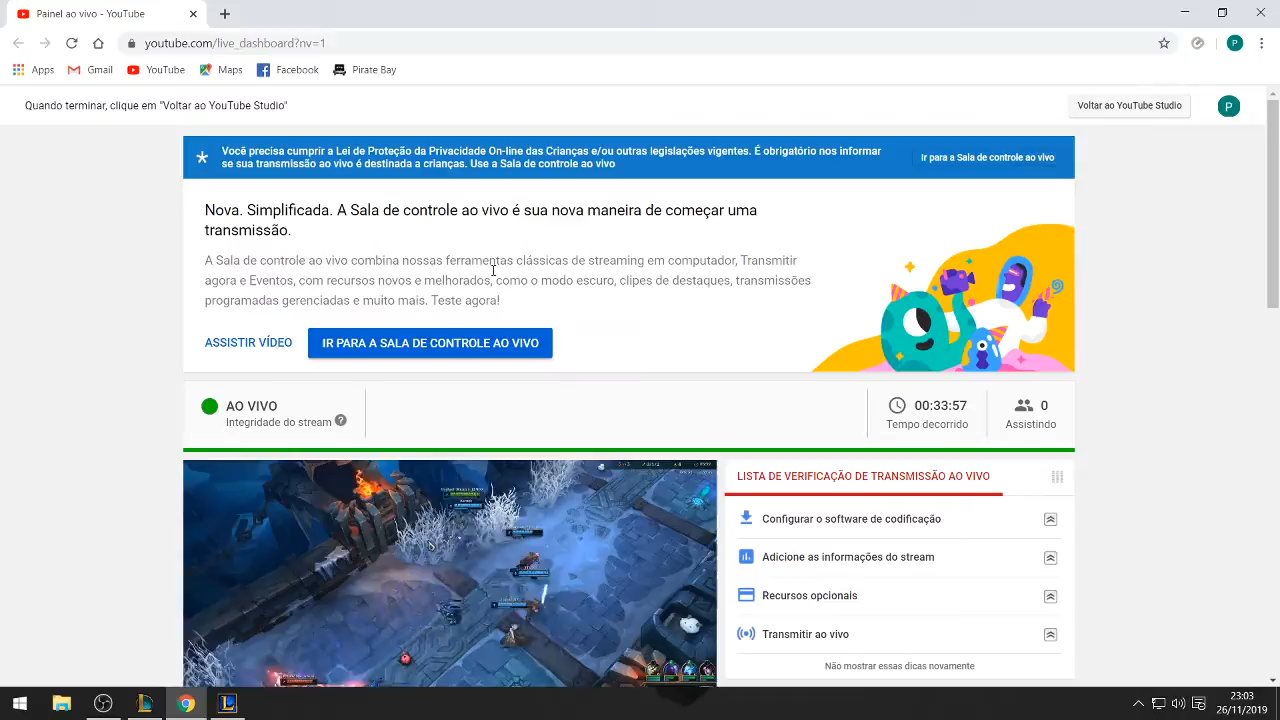 Painel ao vivo - YouTube
youtube.com/live_dashboard?nv=1
P
Apps
Gmail
YouTube
Maps
Facebook
Pirate Bay
Quando terminar, clique em "Voltar ao YouTube Studio"
Voltar ao YouTube Studio
P
Você precisa cumprir a Lei de Proteção da Privacidade On-line das Crianças e/ou outras legislações vigentes. É obrigatório nos informar
se sua transmissão ao vivo é destinada a crianças. Use a Sala de controle ao vivo
Ir para a Sala de controle ao vivo
Nova. Simplificada. A Sala de controle ao vivo é sua nova maneira de começar uma
transmissão.
A Sala de controle ao vivo combina nossas ferramentas clássicas de streaming em computador, Transmitir
agora e Eventos, com recursos novos e melhorados, como o modo escuro, clipes de destaques, transmissões
programadas gerenciadas e muito mais. Teste agora!
ASSISTIR VÍDEO
IR PARA A SALA DE CONTROLE AO VIVO
AO VIVO
Integridade do stream
00:33:57
Tempo decorrido
0
Assistindo
LISTA DE VERIFICAÇÃO DE TRANSMISSÃO AO VIVO
Configurar o software de codificação
Adicione as informações do stream
Recursos opcionais
Transmitir ao vivo
Não mostrar essas dicas novamente
23:03
26/11/2019